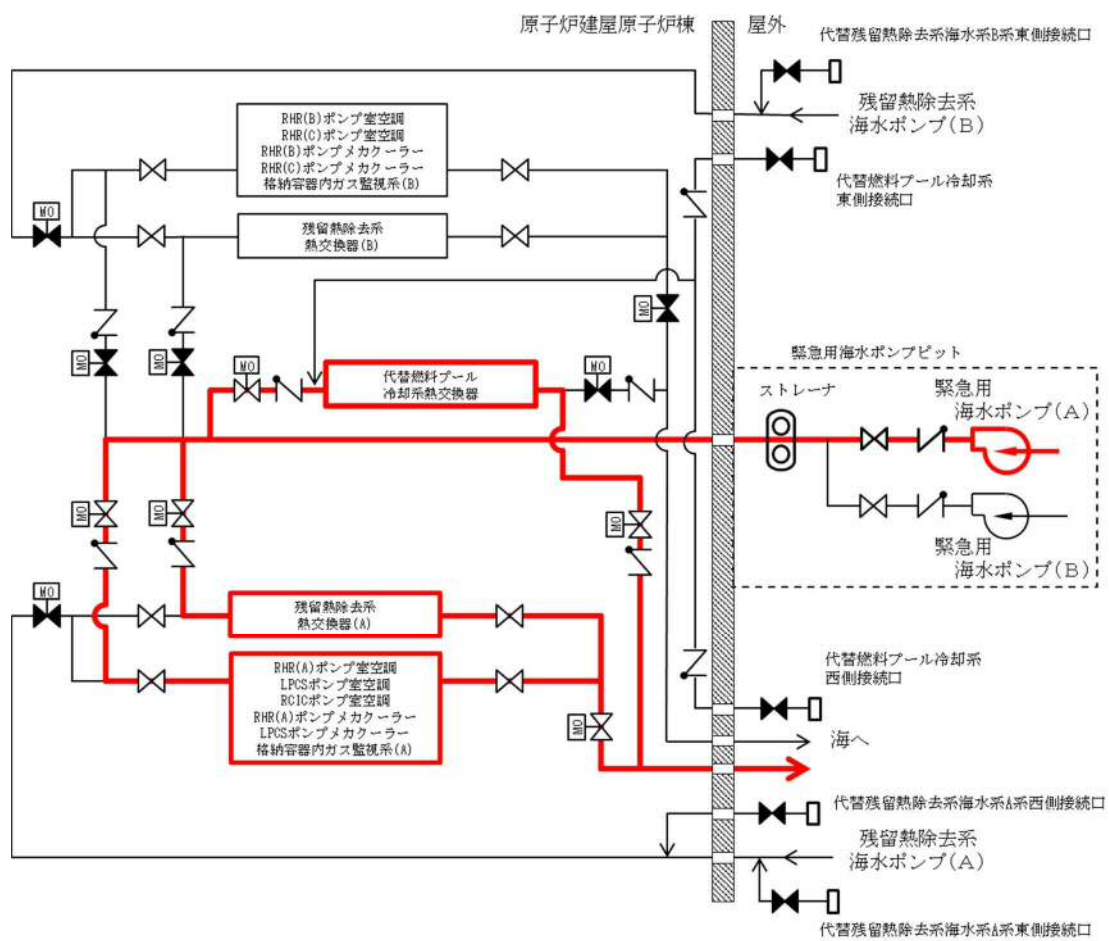 原子炉建屋原子炉棟
屋外
代替残留熱除去系海水系B系東側接続口
残留熱除去系
海水ポンプ(B)
RHR(B)ポンプ室空調
RHR(C)ポンプ室空調
RHR(B)ポンプメカクーラー
RHR(C)ポンプメカクーラー
格納容器内ガス監視系(B)
代替燃料プール冷却系
東側接続口
MO
残留熱除去系
熱交換器(B)
MO
MO
MO
MO
代替燃料プール
冷却系熱交換器
MO
緊急用海水ポンプピット
ストレーナ
緊急用
海水ポンプ(A)
MO
MO
MO
緊急用
海水ポンプ(B)
MO
残留熱除去系
熱交換器(A)
RHR(A)ポンプ室空調
LPCSポンプ室空調
RCICポンプ室空調
RHR(A)ポンプメカクーラー
LPCSポンプメカクーラー
格納容器内ガス監視系(A)
MO
代替燃料プール冷却系
西側接続口
海へ
代替残留熱除去系海水系A系西側接続口
残留熱除去系
海水ポンプ(A)
代替残留熱除去系海水系A系東側接続口